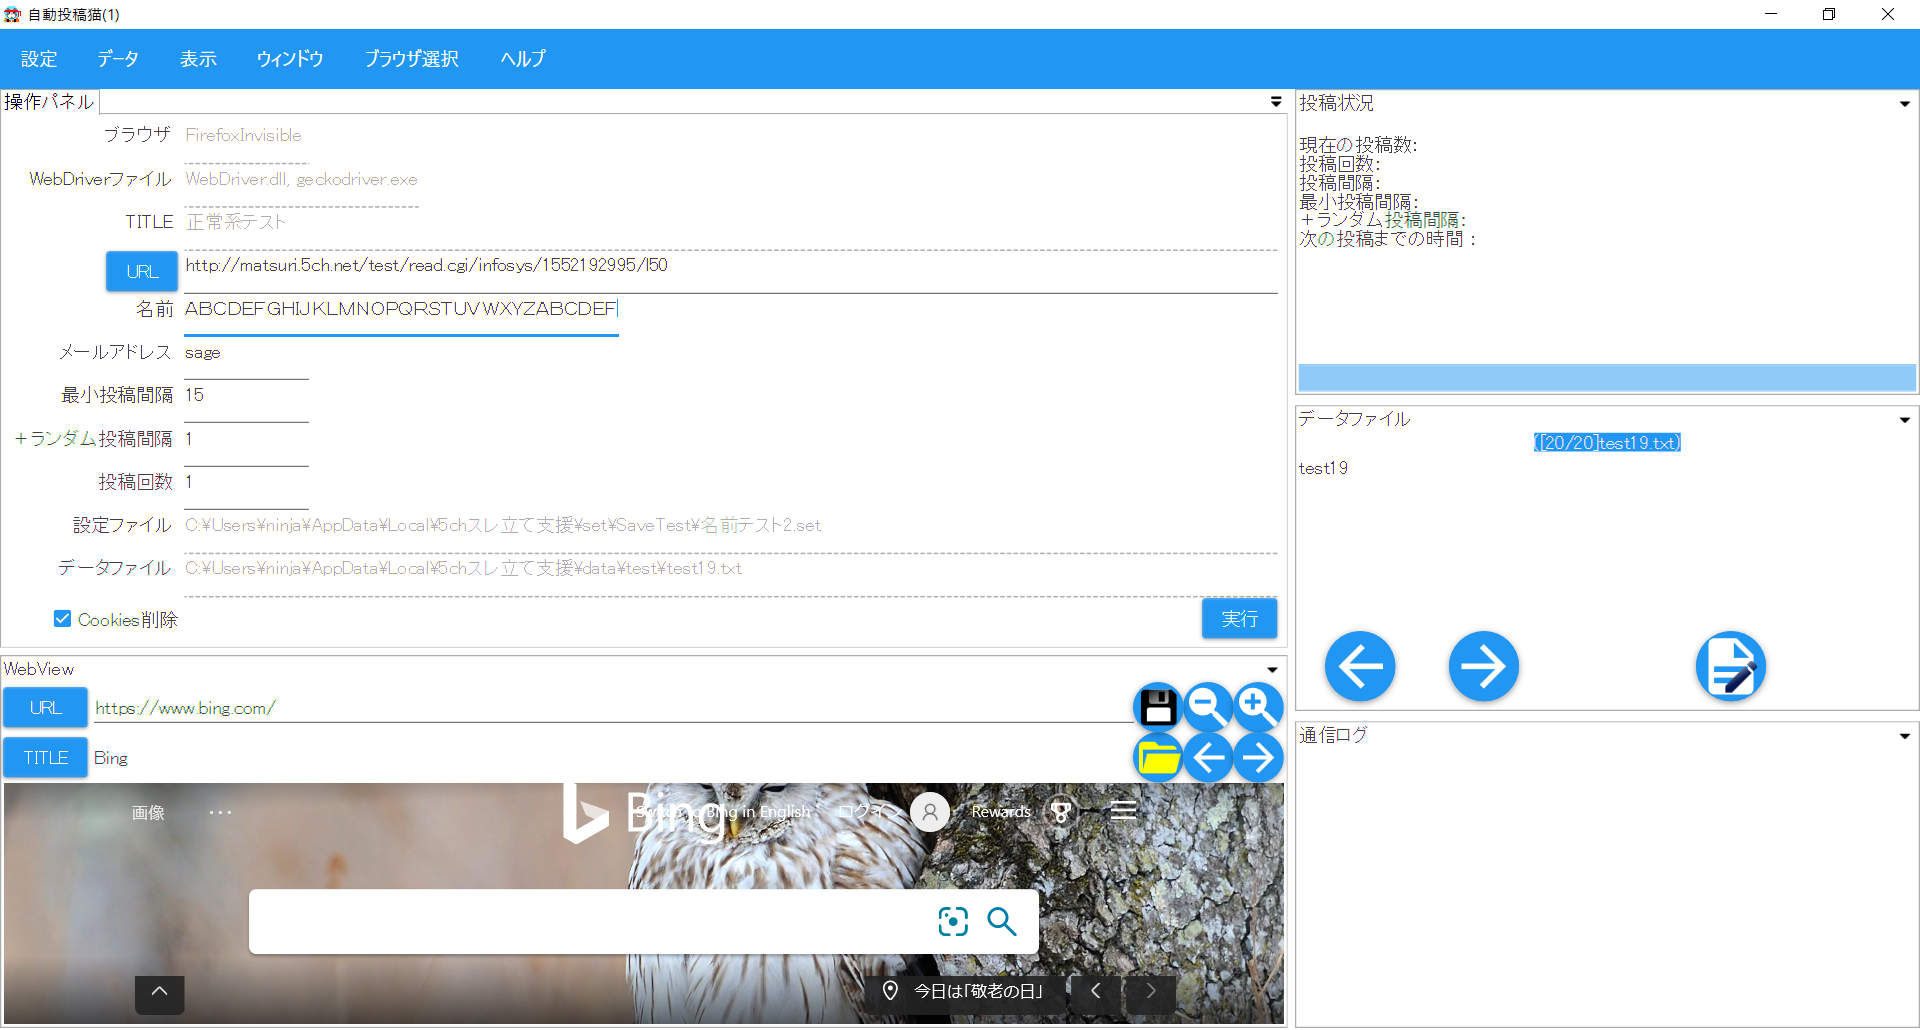 自動投稿猫(1)
設定 データ 表示 ウィンドウ ブラウザ選択 ヘルプ
操作パネル
ブラウザ FirefoxInvisible
WebDriverファイル WebDriver.dll, geckodriver.exe
TITLE 正常系テスト
URL http://matsuri.5ch.net/test/read.cgi/infosys/1552192995/l50
名前 ABCDEFGHIJKLMNOPQRSTUVWXYZABCDEF
メールアドレス sage
最小投稿間隔 15
+ランダム投稿間隔 1
投稿回数 1
設定ファイル C:¥Users¥ninja¥AppData¥Local¥5chスレ立て支援¥set¥SaveTest¥名前テスト2.set
データファイル C:¥Users¥ninja¥AppData¥Local¥5chスレ立て支援¥data¥test¥test19.txt
Cookies削除 実行
WebView
URL https://www.bing.com/
TITLE Bing
画像 ... Bing Switch to Bing in English ログイン Rewards
今日は「敬老の日」
投稿状況
現在の投稿数:
投稿回数:
投稿間隔:
最小投稿間隔:
+ランダム投稿間隔:
次の投稿までの時間:
データファイル
([20/20]test19.txt)
test19
通信ログ